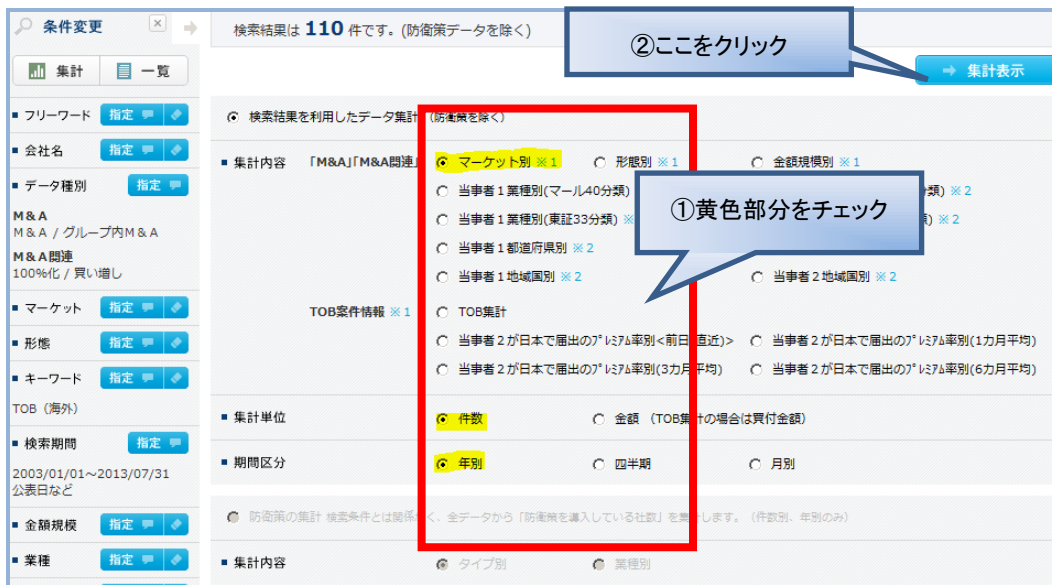 条件変更
検索結果は 110 件です。(防衛策データを除く)
②ここをクリック
集計 一覧
集計表示
フリーワード 指定
会社名 指定
データ種別 指定
M&A
M&A / グループ内M&A
M&A関連
100%化 / 買い増し
マーケット 指定
形態 指定
キーワード 指定
TOB（海外）
検索期間 指定
2003/01/01～2013/07/31
公表日など
金額規模 指定
業種 指定
検索結果を利用したデータ集計 (防衛策を除く)
集計内容 「M&A」「M&A関連」 マーケット別 ※1 形態別 ※1 金額規模別 ※1
当事者1業種別(マール40分類) 類) ※2
①黄色部分をチェック
当事者1業種別(東証33分類) ※ ) ※2
当事者1都道府県別 ※2
当事者1地域国別 ※2 当事者2地域国別 ※2
TOB案件情報 ※1 TOB集計
当事者2が日本で届出のﾌﾟﾚﾐｱﾑ率別<前日(直近)> 当事者2が日本で届出のﾌﾟﾚﾐｱﾑ率別(1カ月平均)
当事者2が日本で届出のﾌﾟﾚﾐｱﾑ率別(3カ月平均) 当事者2が日本で届出のﾌﾟﾚﾐｱﾑ率別(6カ月平均)
集計単位 件数 金額 （TOB集計の場合は買付金額）
期間区分 年別 四半期 月別
防衛策の集計 検索条件とは関係なく、全データから「防衛策を導入している社数」を集計します。（件数別、年別のみ）
集計内容 タイプ別 業種別